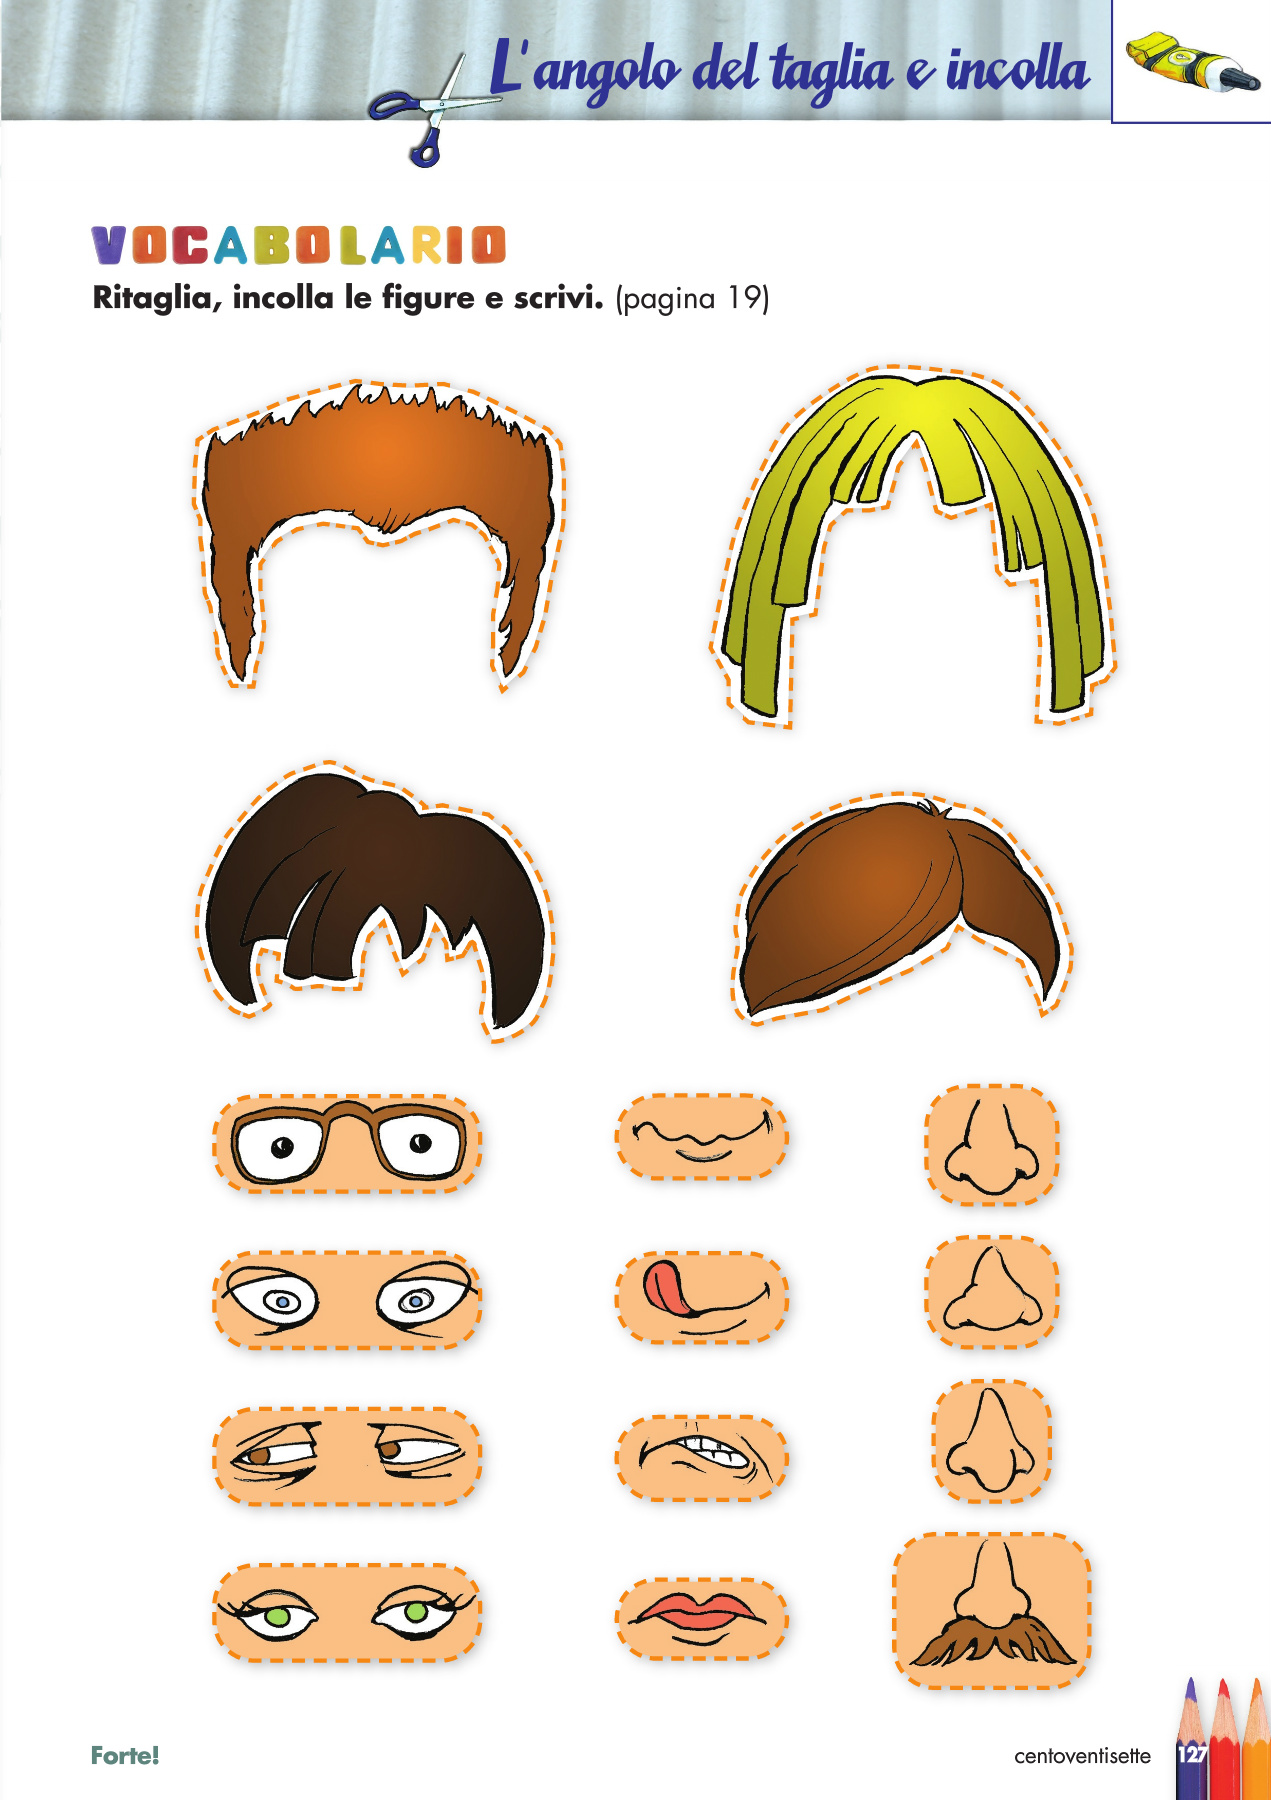 L'angolo del taglia e incolla
VOCABOLARIO
Ritaglia, incolla le figure e scrivi. (pagina 19)
Forte!
centoventisette
127